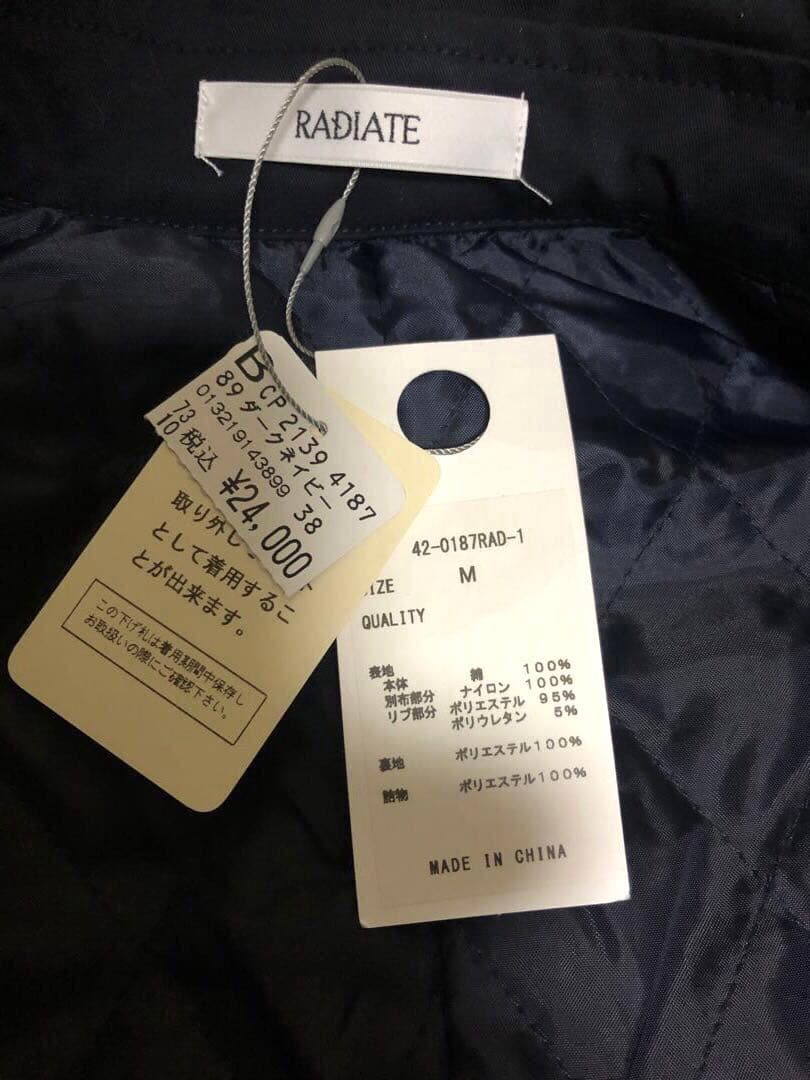 RADIATE
B
CP 2139 4187
89 ダークネイビー
013219143899 38
73
10 税込 ¥24,000
取り外し
として着用するこ
とが出来ます。
この下げ札は着用期間中保存し
お取扱いの際にご確認下さい。
42-0187RAD-1
SIZE M
QUALITY
表地
本体 綿 100%
別布部分 ナイロン 100%
リブ部分 ポリエステル 95%
ポリウレタン 5%
裏地 ポリエステル100%
詰物 ポリエステル100%
MADE IN CHINA